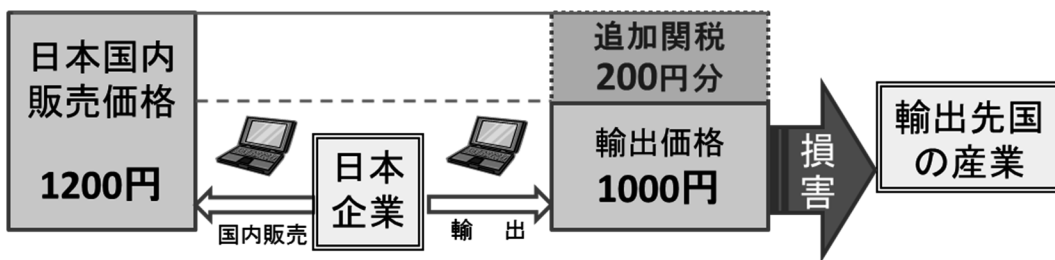 日本国内
販売価格
1200円
国内販売
日本
企業
輸　出
追加関税
200円分
輸出価格
1000円
損害
輸出先国
の産業